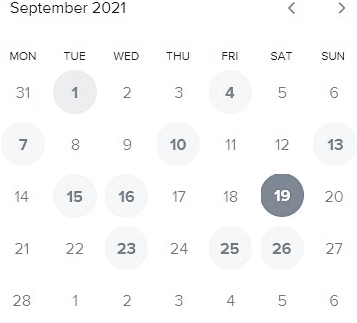 September 2021
MON TUE WED THU FRI SAT SUN
31 1 2 3 4 5 6
7 8 9 10 11 12 13
14 15 16 17 18 19 20
21 22 23 24 25 26 27
28 1 2 3 4 5 6